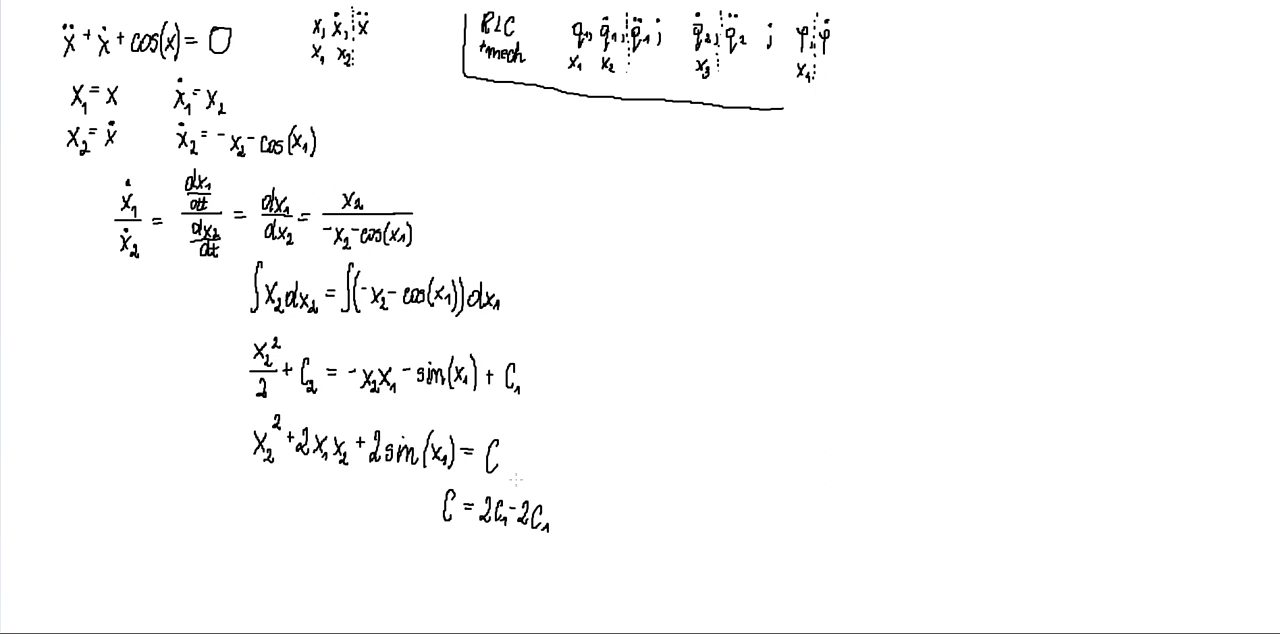 ẍ + ẋ + cos(x) = 0
x, ẋ, ẍ
x₁ x₂
RLC q₁, q̇₁, q̈₁ ; q̇₂, q̈₂ ; φ, φ̇
+mech x₁ x₂ x₃ x₄
x₁ = x ẋ₁ = x₂
x₂ = ẋ ẋ₂ = -x₂ - cos(x₁)
ẋ₁/ẋ₂ = (dx₁/dt)/(dx₂/dt) = dx₁/dx₂ = x₂/(-x₂ - cos(x₁))
∫x₂dx₂ = ∫(-x₂ - cos(x₁))dx₁
x₂²/2 + C₂ = -x₂x₁ - sin(x₁) + C₁
x₂² + 2x₁x₂ + 2sin(x₁) = C
C = 2C₁ - 2C₁